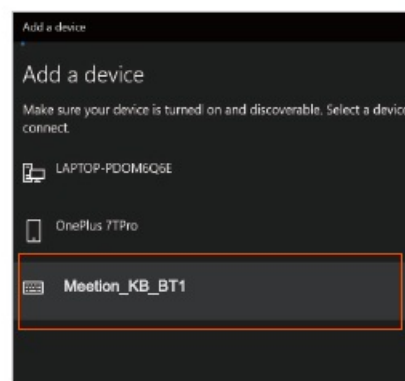 Add a device
Add a device
Make sure your device is turned on and discoverable. Select a device
connect.
LAPTOP-PDOM6Q6E
OnePlus 7TPro
Meetion_KB_BT1